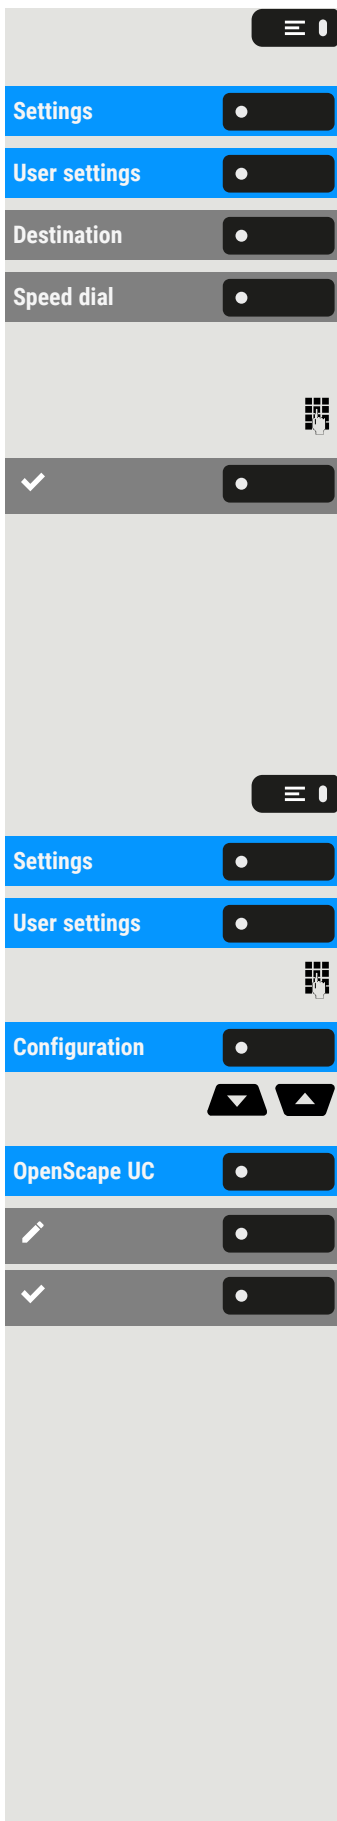 Settings
User settings
Destination
Speed dial
Settings
User settings
Configuration
OpenScape UC